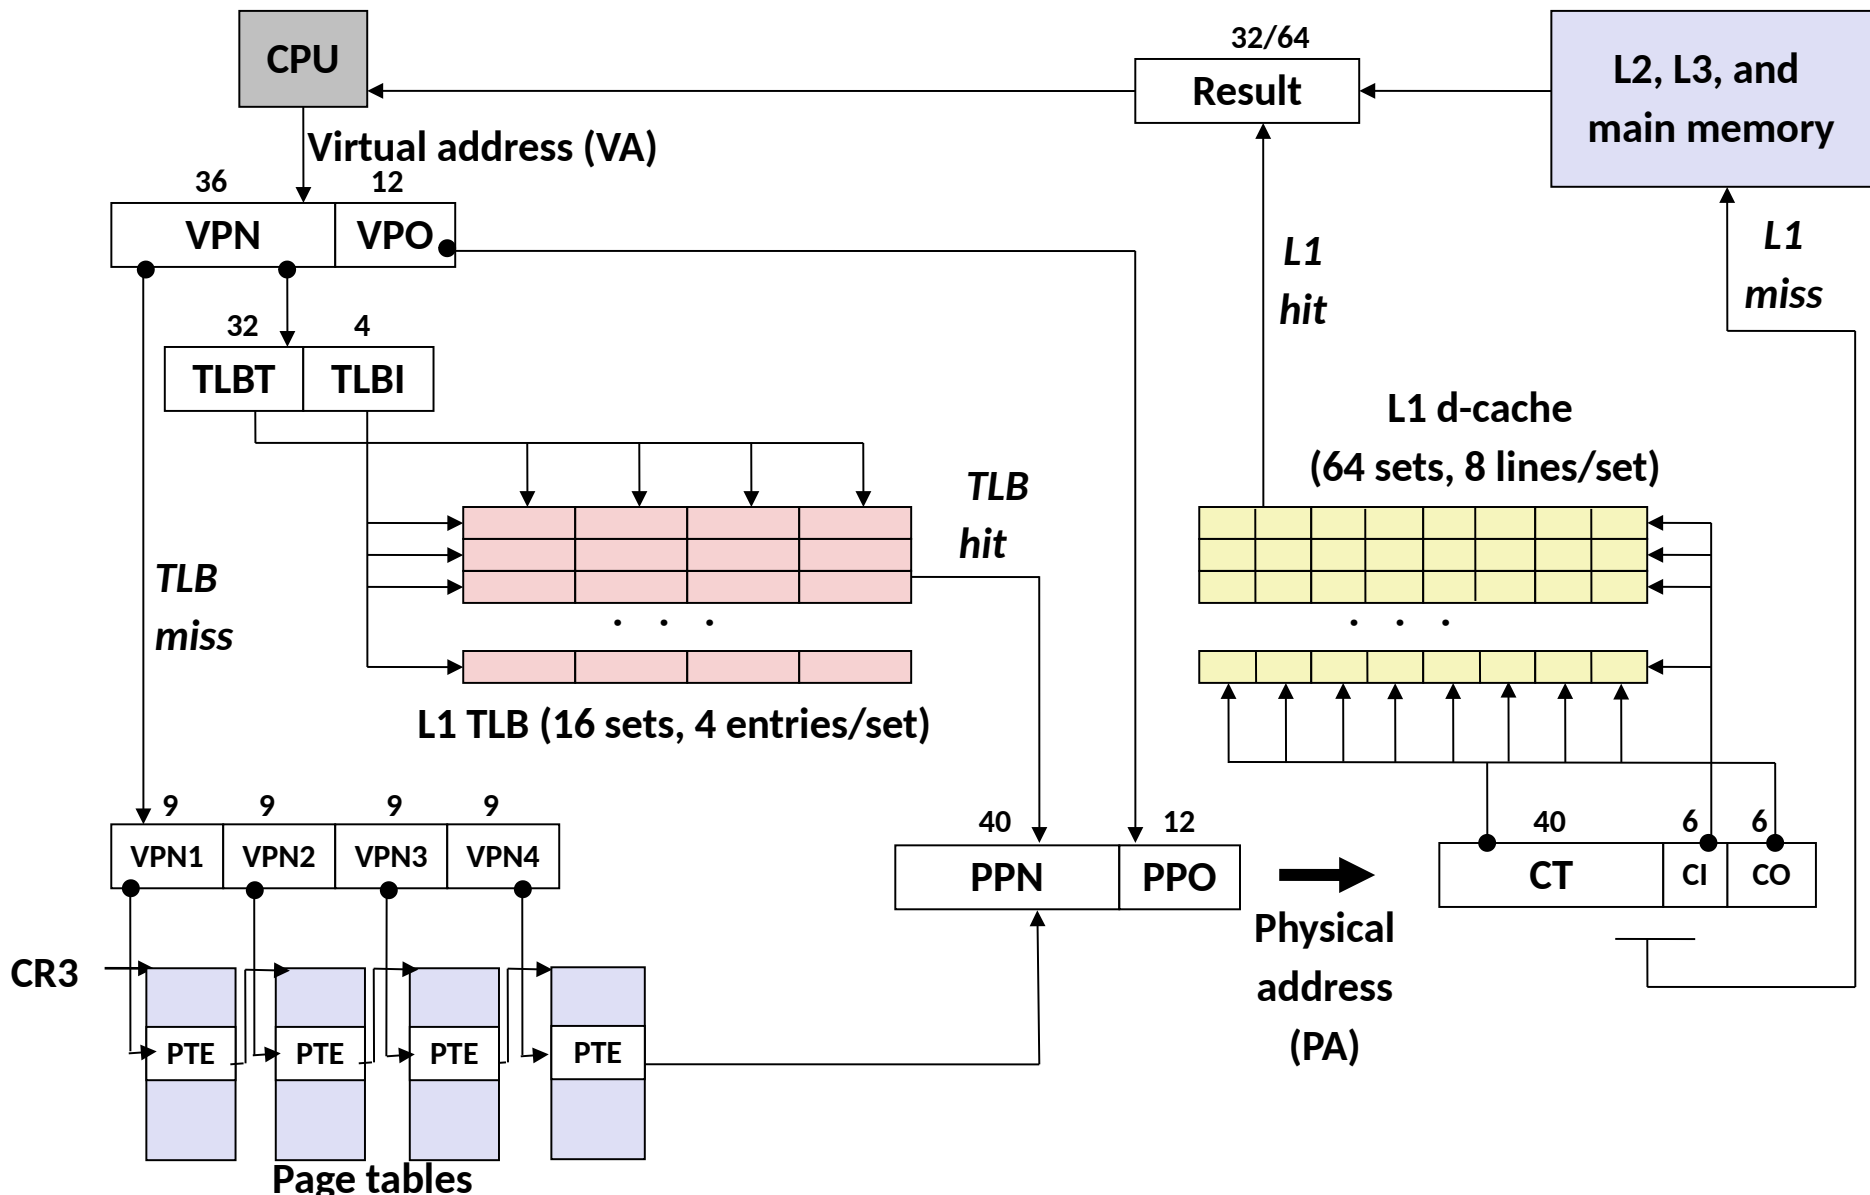 CPU
32/64
Result
L2, L3, and
main memory
Virtual address (VA)
36
12
VPN
VPO
L1
hit
L1
miss
32
4
TLBT
TLBI
L1 d-cache
(64 sets, 8 lines/set)
TLB
hit
TLB
miss
. . .
. . .
L1 TLB (16 sets, 4 entries/set)
9
9
9
9
VPN1
VPN2
VPN3
VPN4
40
12
PPN
PPO
40
6
6
CT
CI
CO
Physical
address
(PA)
CR3
PTE
PTE
PTE
PTE
Page tables